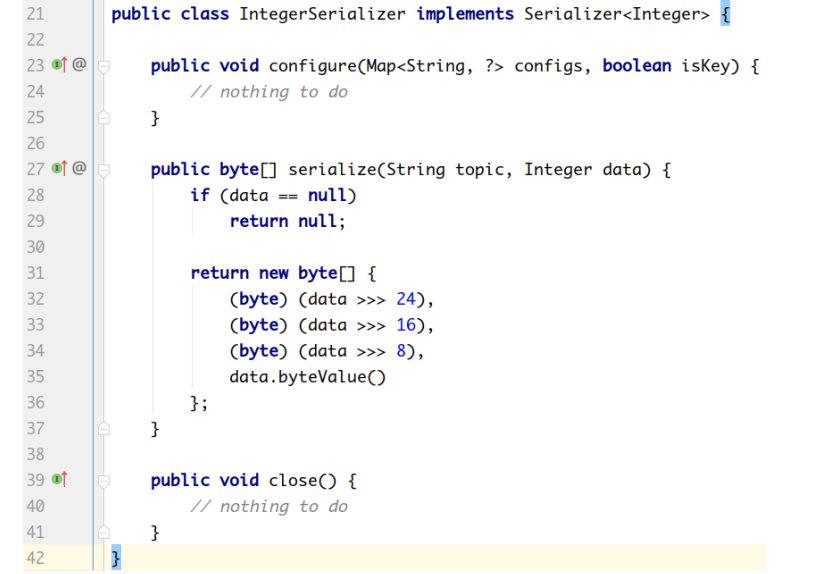 21 public class IntegerSerializer implements Serializer<Integer> {
22
23 @ public void configure(Map<String, ?> configs, boolean isKey) {
24 // nothing to do
25 }
26
27 @ public byte[] serialize(String topic, Integer data) {
28 if (data == null)
29 return null;
30
31 return new byte[] {
32 (byte) (data >>> 24),
33 (byte) (data >>> 16),
34 (byte) (data >>> 8),
35 data.byteValue()
36 };
37 }
38
39 public void close() {
40 // nothing to do
41 }
42 }